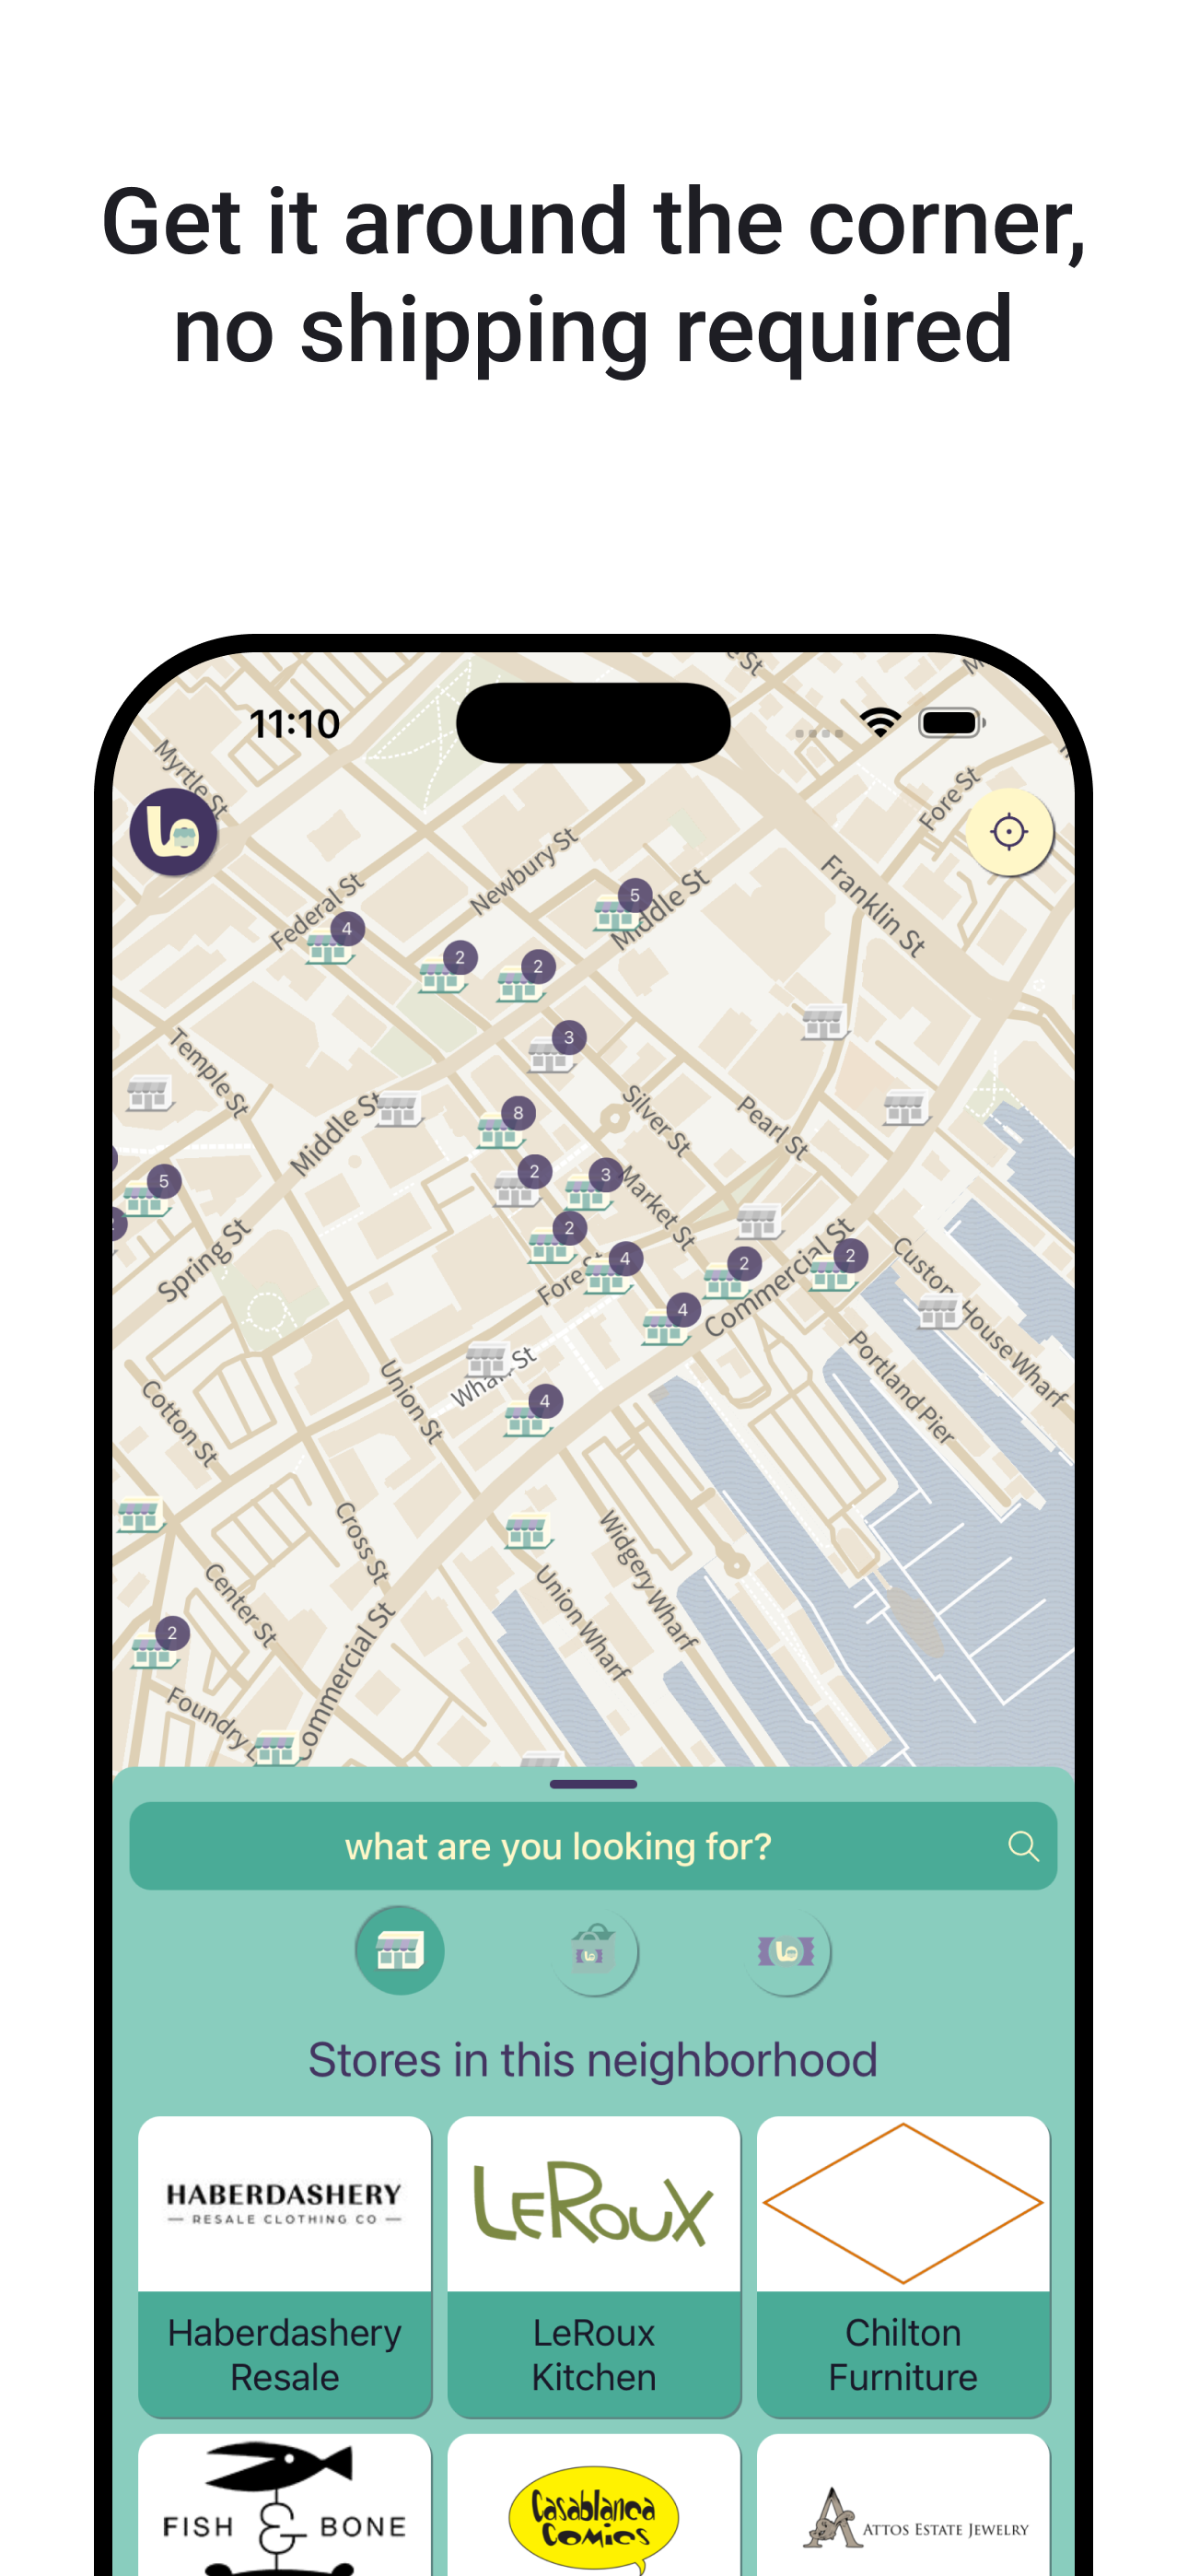 Get it around the corner,
no shipping required
11:10
Myrtle St
Fore St
Newbury St
Federal St
Middle St
Franklin St
5
4
2
2
3
Temple St
Middle St
Silver St
Pearl St
8
2
3
5
Market St
Spring St
2
Fore St
4
2
2
Commercial St
Custom House Wharf
4
Wharf St
Portland Pier
Union St
Cotton St
4
Cross St
Widgery Wharf
Center St
Union Wharf
2
Commercial St
Foundry
what are you looking for?
Stores in this neighborhood
HABERDASHERY
RESALE CLOTHING CO
LEROUX
Haberdashery
Resale
LeRoux
Kitchen
Chilton
Furniture
FISH & BONE
Casablanca
Comics
A
ATTOS ESTATE JEWELRY